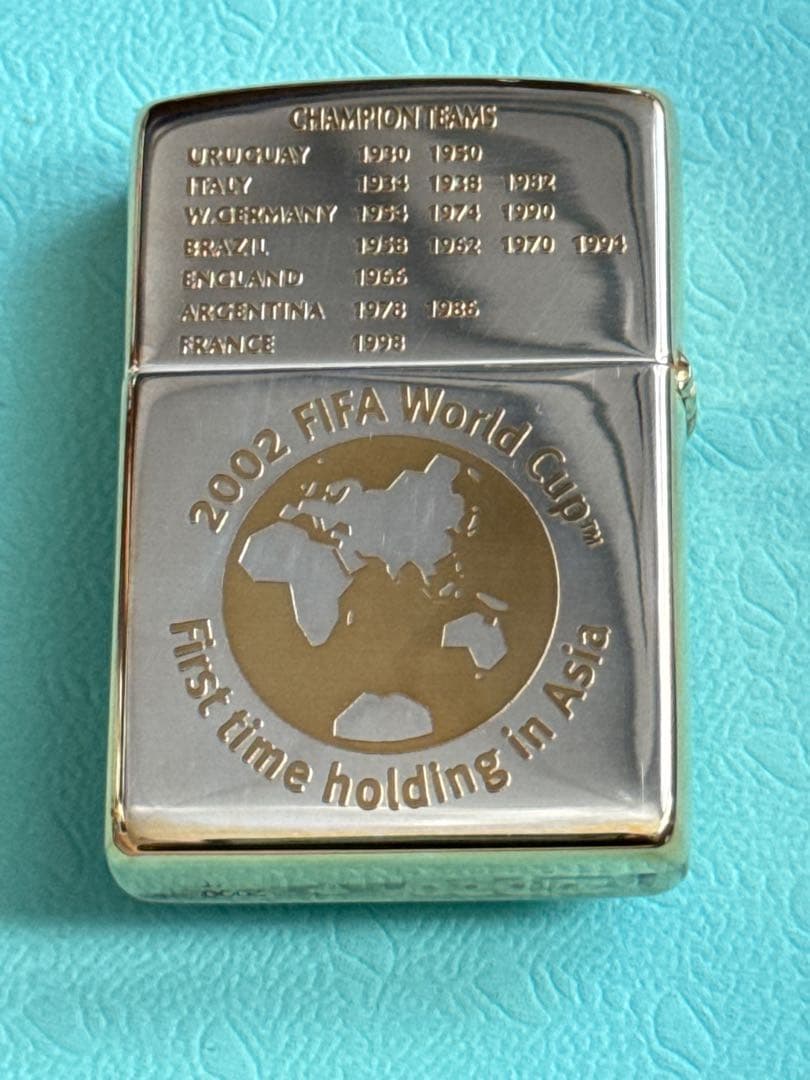 CHAMPION TEAMS
URUGUAY 1930 1950
ITALY 1934 1938 1982
W.GERMANY 1954 1974 1990
BRAZIL 1958 1962 1970 1994
ENGLAND 1966
ARGENTINA 1978 1986
FRANCE 1998
2002 FIFA World Cup™
First time holding in Asia